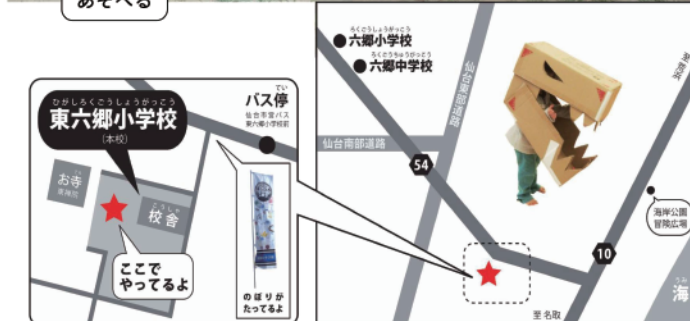 あそべる
ろくごうしょうがっこう
六郷小学校
ろくごうちゅうがっこう
六郷中学校
仙台東部道路
至荒浜
仙台南部道路
54
海岸公園
冒険広場
10
うみ
海
至名取
ひがしろくごうしょうがっこう
東六郷小学校
(本校)
てい
バス停
仙台市営バス
東六郷小学校前
お寺
こうしゃ
校舎
ここで
やってるよ
のぼりが
たってるよ